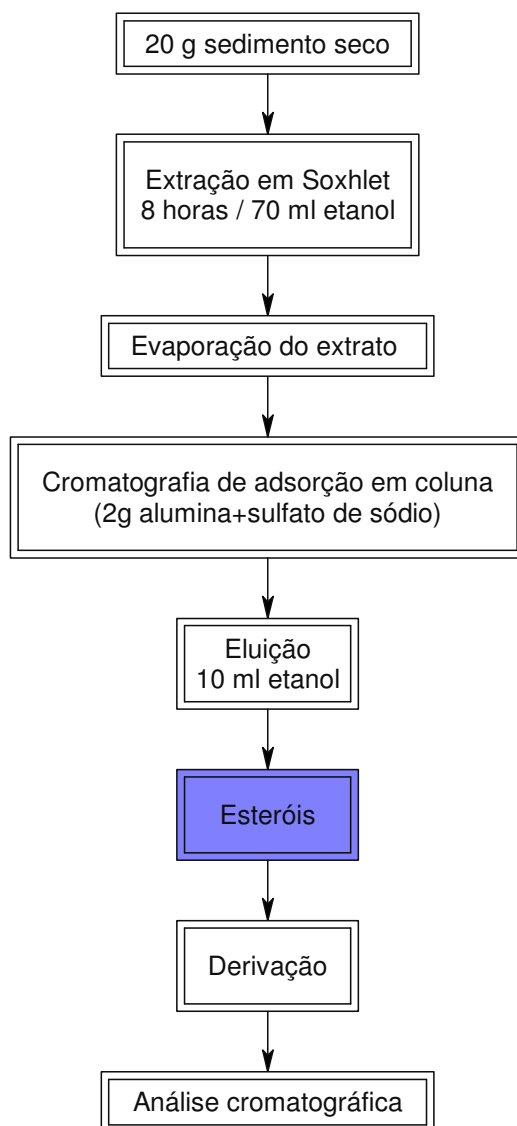 20 g sedimento seco
Extração em Soxhlet
8 horas / 70 ml etanol
Evaporação do extrato
Cromatografia de adsorção em coluna
(2g alumina+sulfato de sódio)
Eluição
10 ml etanol
Esteróis
Derivação
Análise cromatográfica